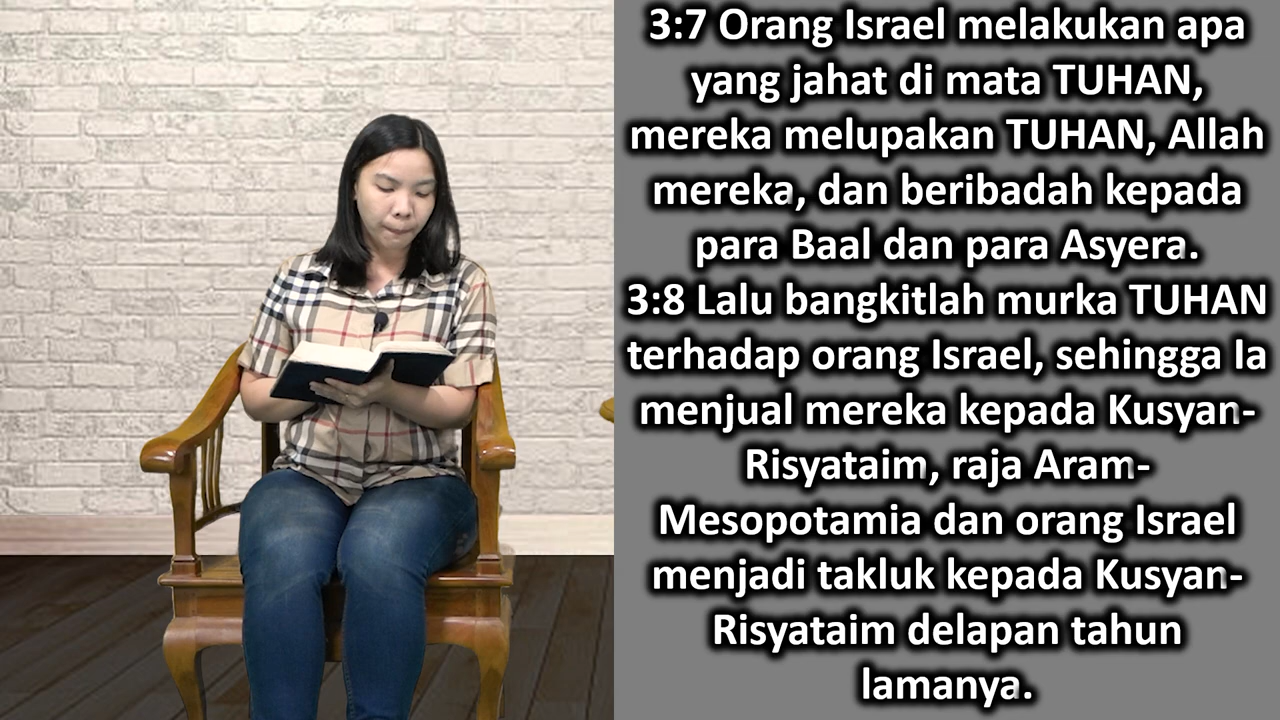 3:7 Orang Israel melakukan apa
yang jahat di mata TUHAN,
mereka melupakan TUHAN, Allah
mereka, dan beribadah kepada
para Baal dan para Asyera.
3:8 Lalu bangkitlah murka TUHAN
terhadap orang Israel, sehingga Ia
menjual mereka kepada Kusyan-
Risyataim, raja Aram-
Mesopotamia dan orang Israel
menjadi takluk kepada Kusyan-
Risyataim delapan tahun
lamanya.